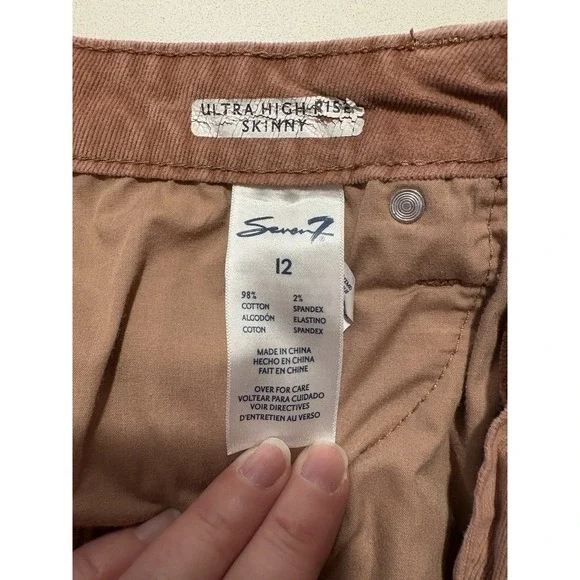 ULTRA HIGH RISE
SKINNY
Seven7
12
98% 2%
COTTON SPANDEX
ALGODÓN ELASTINO
COTON SPANDEX
MADE IN CHINA
HECHO EN CHINA
FAIT EN CHINE
OVER FOR CARE
VOLTEAR PARA CUIDADO
VOIR DIRECTIVES
D'ENTRETIEN AU VERSO